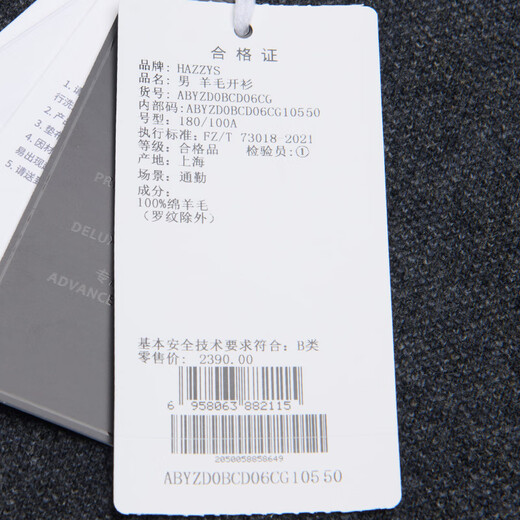 合格证
品牌: HAZZYS
品名: 男 羊毛开衫
货号: ABYZD0BCD06CG
内部码: ABYZD0BCD06CG10550
号型: 180/100A
执行标准: FZ/T 73018-2021
等级: 合格品 检验员: ①
产地: 上海
场景: 通勤
成分:
100%绵羊毛
(罗纹除外)
基本安全技术要求符合: B类
零售价: 2390.00
6 958063 882115
2050058858649
ABYZD0BCD06CG10550
DELU
ADVANCE